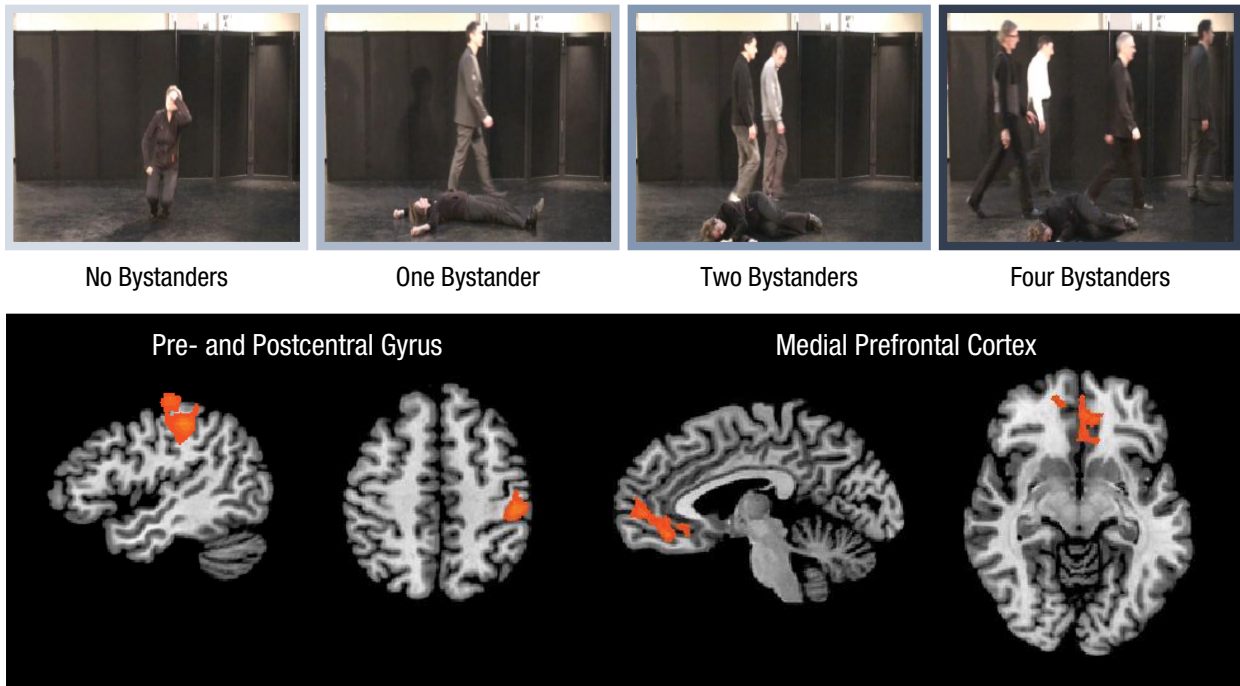 No Bystanders
One Bystander
Two Bystanders
Four Bystanders
Pre- and Postcentral Gyrus
Medial Prefrontal Cortex